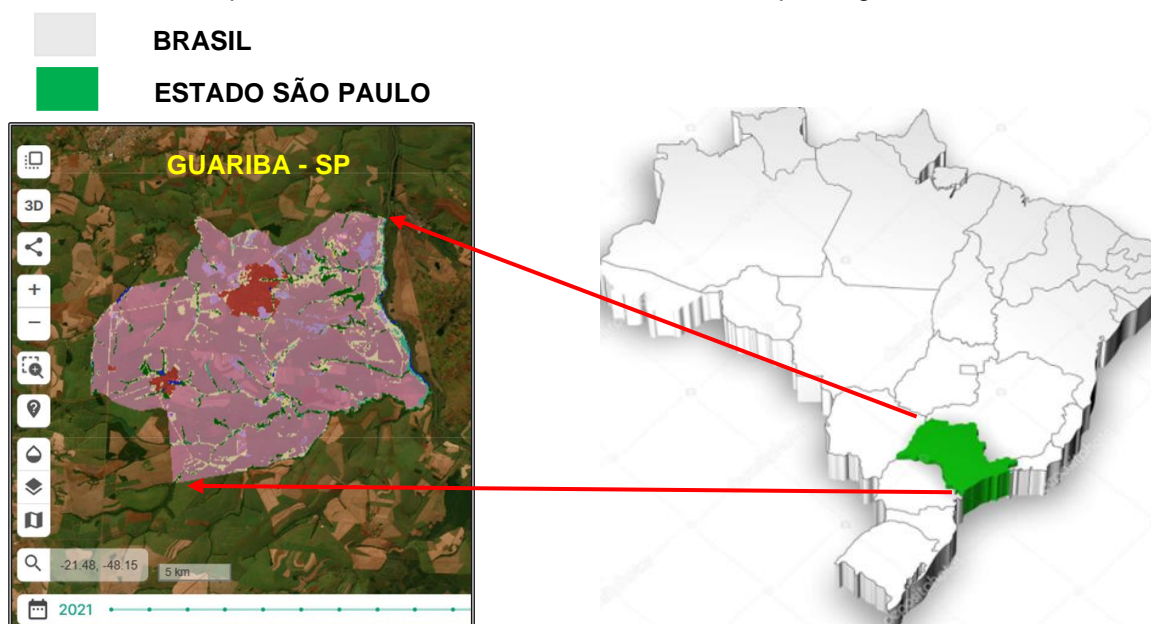 BRASIL
ESTADO SÃO PAULO
GUARIBA - SP
3D
+
−
-21.48, -48.15
5 km
2021